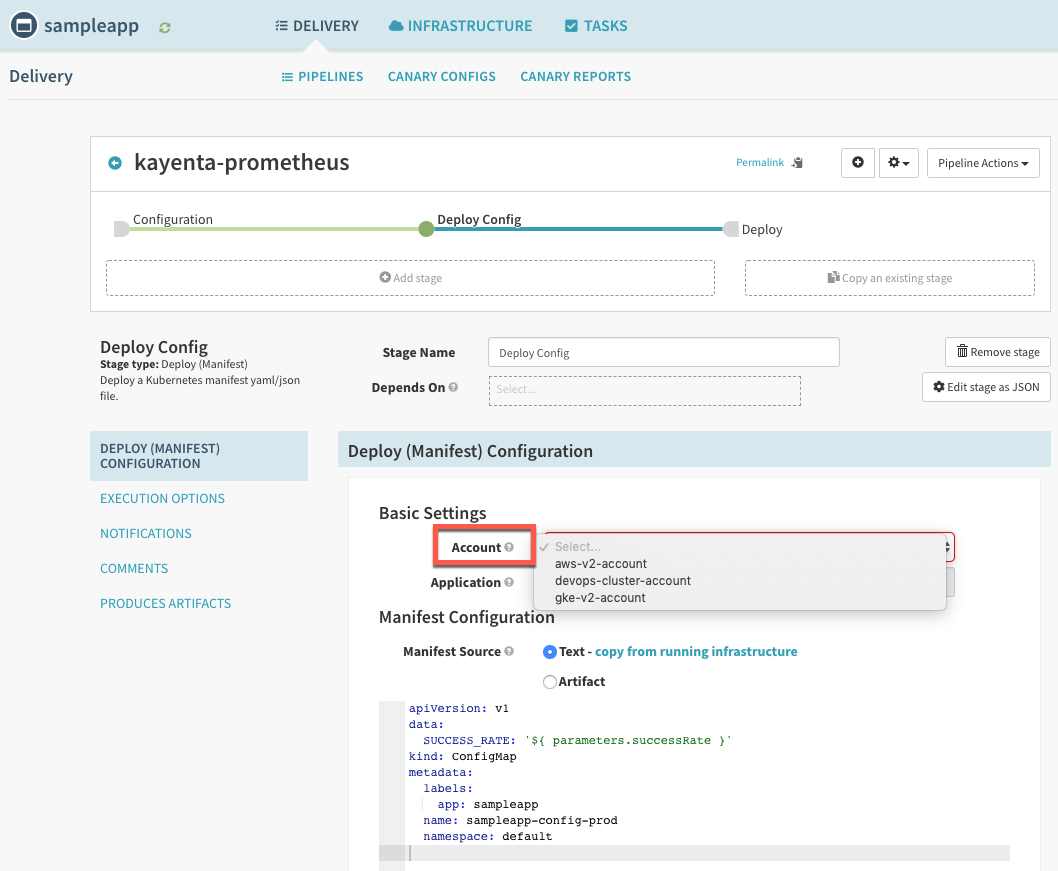 sampleapp
DELIVERY
INFRASTRUCTURE
TASKS
Delivery
PIPELINES
CANARY CONFIGS
CANARY REPORTS
kayenta-prometheus
Permalink
Pipeline Actions
Configuration
Deploy Config
Deploy
Add stage
Copy an existing stage
Deploy Config
Stage type: Deploy (Manifest)
Deploy a Kubernetes manifest yaml/json
file.
Stage Name
Deploy Config
Depends On
Select...
Remove stage
Edit stage as JSON
DEPLOY (MANIFEST)
CONFIGURATION
EXECUTION OPTIONS
NOTIFICATIONS
COMMENTS
PRODUCES ARTIFACTS
Deploy (Manifest) Configuration
Basic Settings
Account
Select...
aws-v2-account
devops-cluster-account
gke-v2-account
Application
Manifest Configuration
Manifest Source
Text - copy from running infrastructure
Artifact
apiVersion: v1
data:
  SUCCESS_RATE: '${ parameters.successRate }'
kind: ConfigMap
metadata:
  labels:
    app: sampleapp
  name: sampleapp-config-prod
  namespace: default